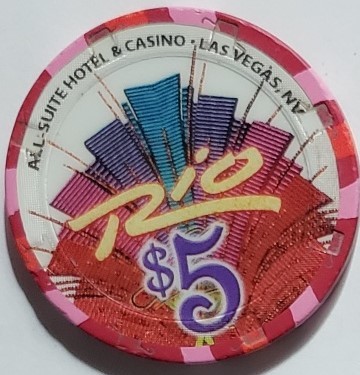 ALL-SUITE HOTEL & CASINO • LAS VEGAS, NV
Rio
$5